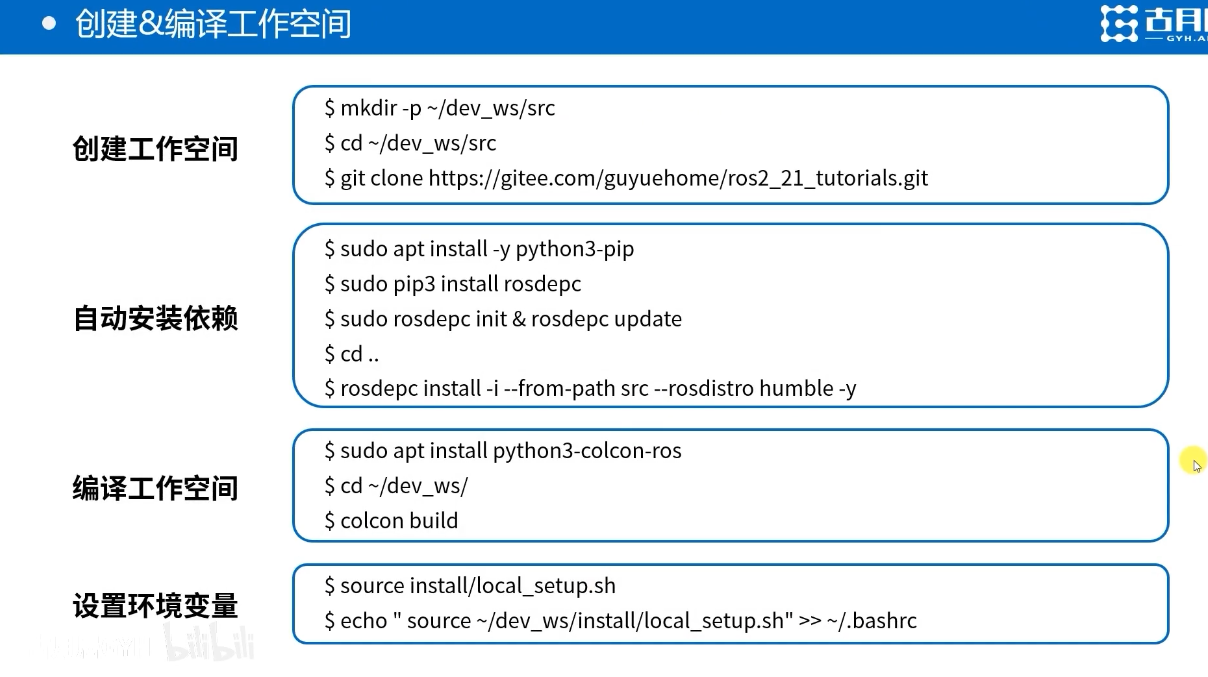 创建&编译工作空间
古月
GYH.A
创建工作空间
$ mkdir -p ~/dev_ws/src
$ cd ~/dev_ws/src
$ git clone https://gitee.com/guyuehome/ros2_21_tutorials.git
自动安装依赖
$ sudo apt install -y python3-pip
$ sudo pip3 install rosdepc
$ sudo rosdepc init & rosdepc update
$ cd ..
$ rosdepc install -i --from-path src --rosdistro humble -y
编译工作空间
$ sudo apt install python3-colcon-ros
$ cd ~/dev_ws/
$ colcon build
设置环境变量
$ source install/local_setup.sh
$ echo " source ~/dev_ws/install/local_setup.sh" >> ~/.bashrc
bilibili